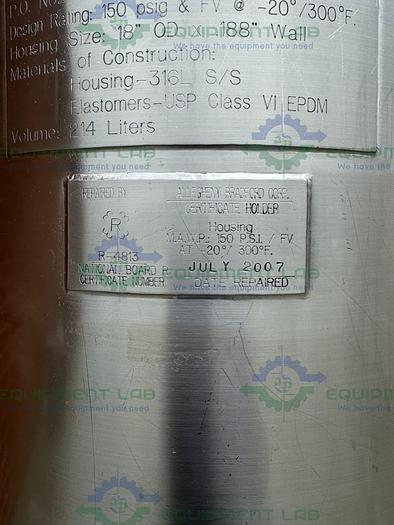 P.O. No.
Design Rating: 150 psig & FV @ -20°/300°F.
Housing Size: 18" OD x .188" Wall
Materials of Construction:
Housing-316L S/S
Elastomers-USP Class VI EPDM
Volume: 214 Liters
REPAIRED BY
ALLEGHENY BRADFORD CORP.
CERTIFICATE HOLDER
R
Housing
M.A.W.P.: 150 P.S.I. / FV
AT -20°/ 300°F.
R-4813
NATIONAL BOARD R
CERTIFICATE NUMBER
JULY 2007
DATE REPAIRED
EQUIPMENT LAB
We have the equipment you need